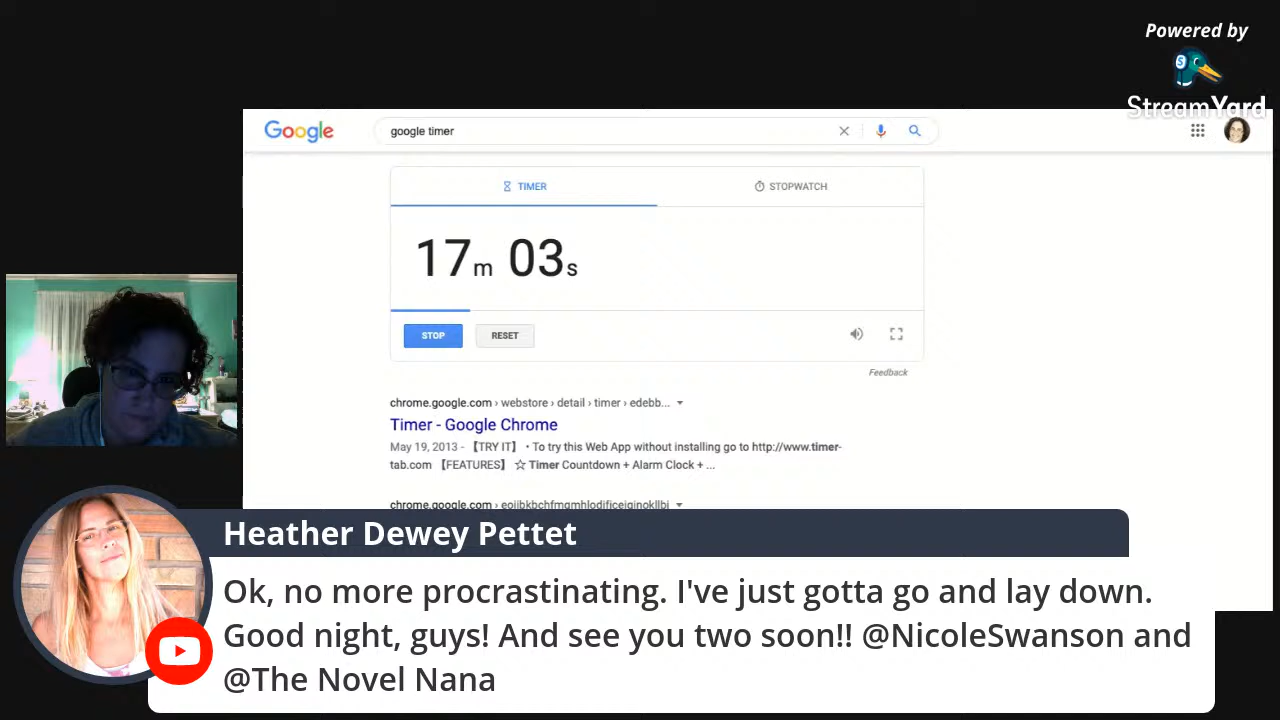 Powered by
StreamYard
Google
google timer
TIMER
STOPWATCH
17m 03s
STOP
RESET
Feedback
chrome.google.com › webstore › detail › timer › edebb...
Timer - Google Chrome
May 19, 2013 - 【TRY IT】 • To try this Web App without installing go to http://www.timer-
tab.com 【FEATURES】 ☆ Timer Countdown + Alarm Clock + ...
chrome.google.com ›
Heather Dewey Pettet
Ok, no more procrastinating. I've just gotta go and lay down.
Good night, guys! And see you two soon!! @NicoleSwanson and
@The Novel Nana